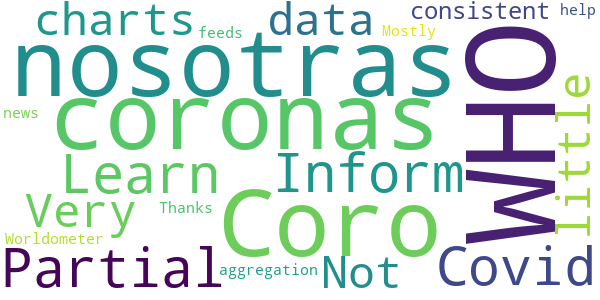 charts
feeds
data
Mostly
consistent
help
nosotras
WHO
little
news
coronas
Learn
Inform
Very
Thanks
Coro
Worldometer
Partial
aggregation
Not
Covid